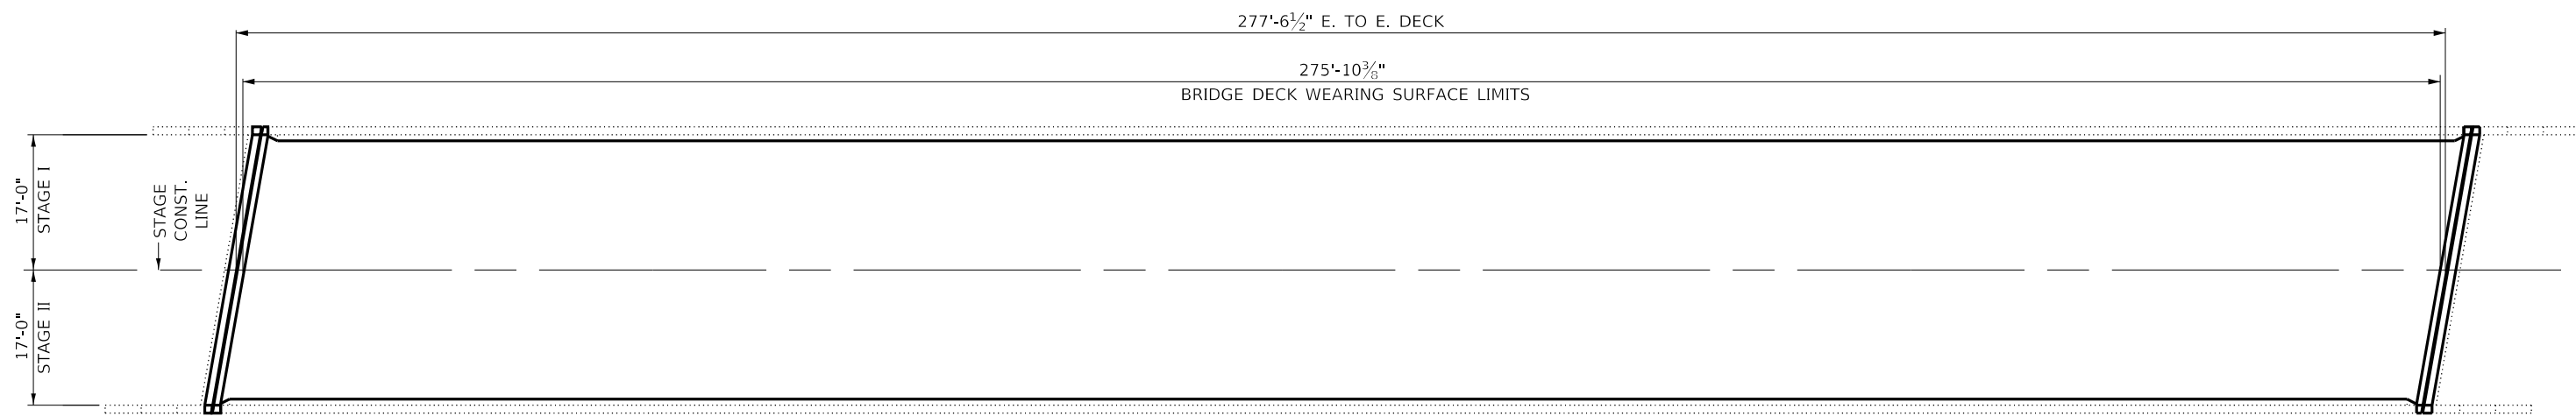 277'-6½" E. TO E. DECK
275'-10⅜"
BRIDGE DECK WEARING SURFACE LIMITS
17'-0"
STAGE I
STAGE
CONST.
LINE
17'-0"
STAGE II